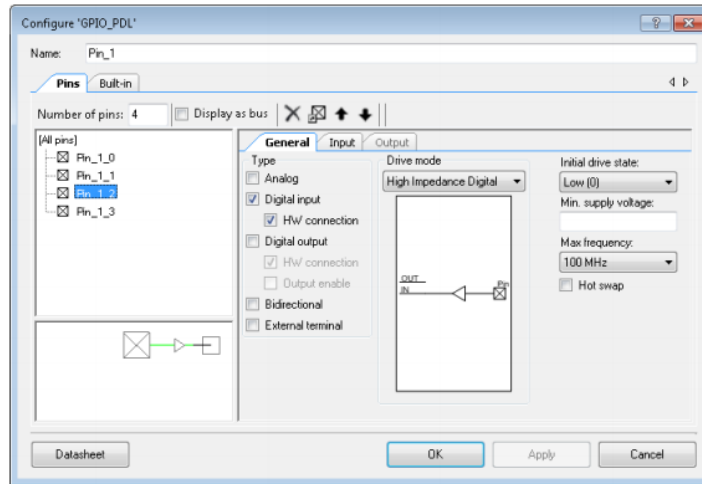 Configure 'GPIO_PDL'
Name: Pin_1
Pins Built-in
Number of pins: 4 Display as bus
[All pins]
Pin_1_0
Pin_1_1
Pin_1_2
Pin_1_3
General Input Output
Type
Analog
Digital input
HW connection
Digital output
HW connection
Output enable
Bidirectional
External terminal
Drive mode
High Impedance Digital
OUT
IN
Pin
Initial drive state:
Low (0)
Min. supply voltage:
Max frequency:
100 MHz
Hot swap
Datasheet OK Apply Cancel